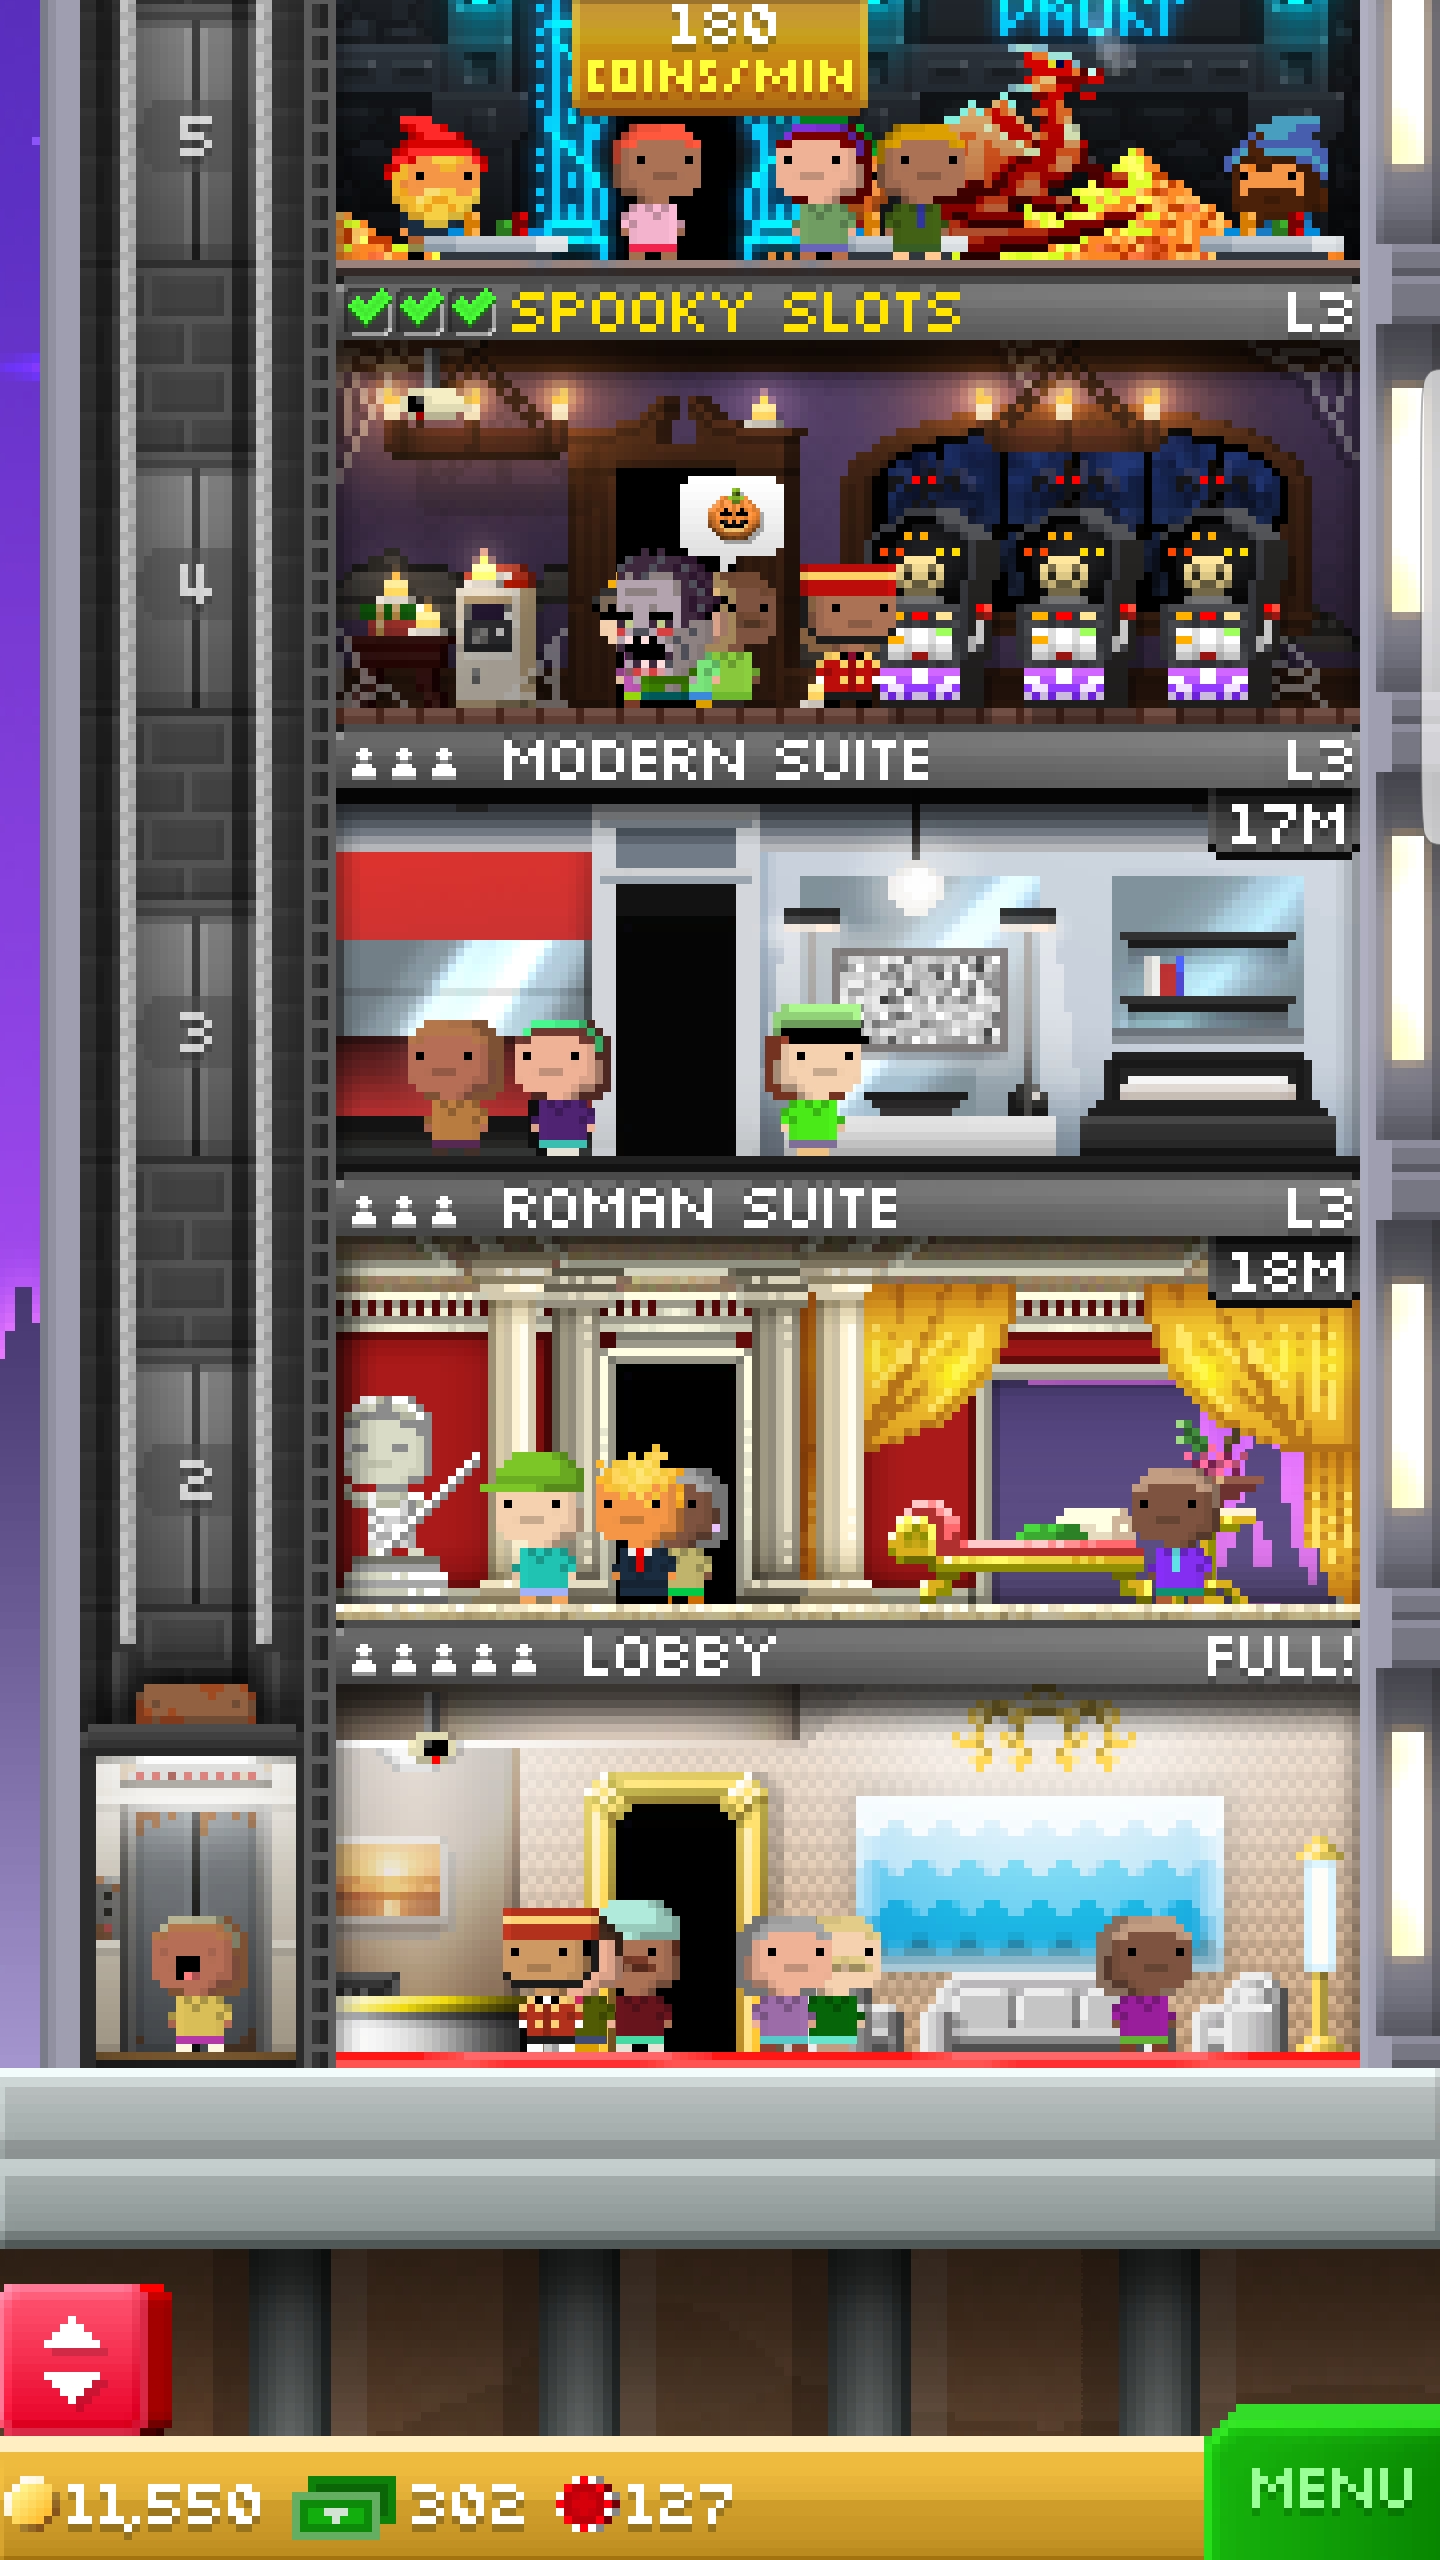 180
COINS/MIN
5
SPOOKY SLOTS L3
4
MODERN SUITE L3
17M
3
ROMAN SUITE L3
18M
2
LOBBY FULL!
11,550 302 127
MENU